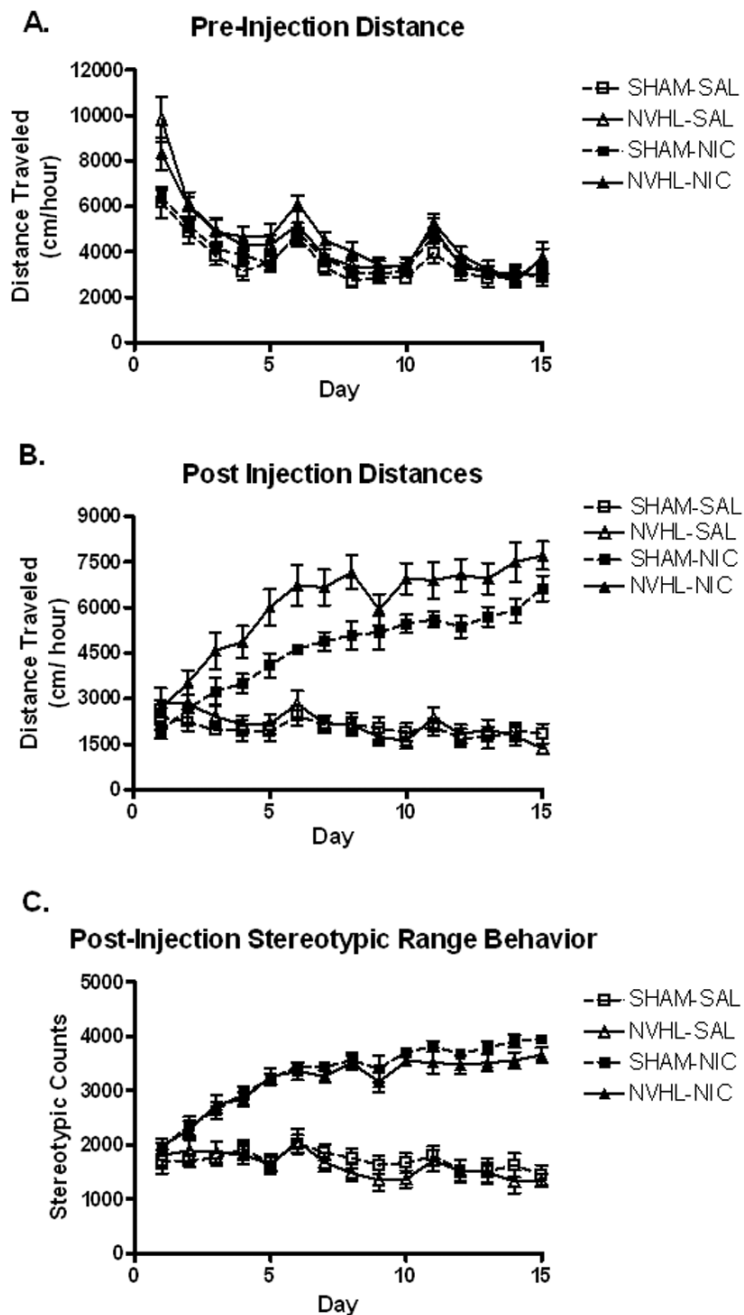 A.
Pre-Injection Distance
12000
10000
8000
6000
4000
2000
0
Distance Traveled
(cm/hour)
0
5
10
15
Day
SHAM-SAL
NVHL-SAL
SHAM-NIC
NVHL-NIC
B.
Post Injection Distances
9000
7500
6000
4500
3000
1500
0
Distance Traveled
(cm/ hour)
0
5
10
15
Day
SHAM-SAL
NVHL-SAL
SHAM-NIC
NVHL-NIC
C.
Post-Injection Stereotypic Range Behavior
5000
4000
3000
2000
1000
0
Stereotypic Counts
0
5
10
15
Day
SHAM-SAL
NVHL-SAL
SHAM-NIC
NVHL-NIC